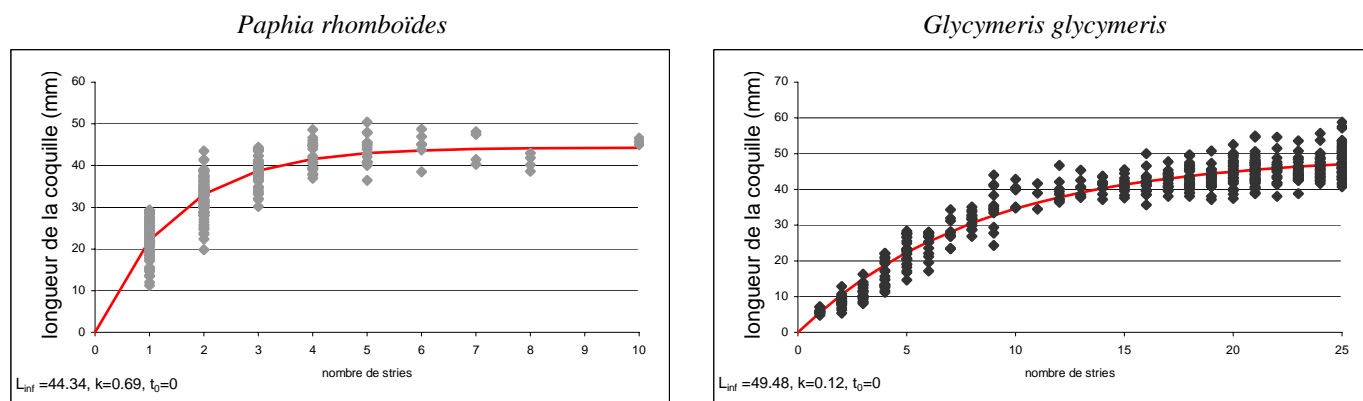 Paphia rhomboïdes
longueur de la coquille (mm)
60
50
40
30
20
10
0
0 1 2 3 4 5 6 7 8 9 10
nombre de stries
L_inf =44.34, k=0.69, t_0=0
Glycymeris glycymeris
longueur de la coquille (mm)
70
60
50
40
30
20
10
0
0 5 10 15 20 25
nombre de stries
L_inf =49.48, k=0.12, t_0=0